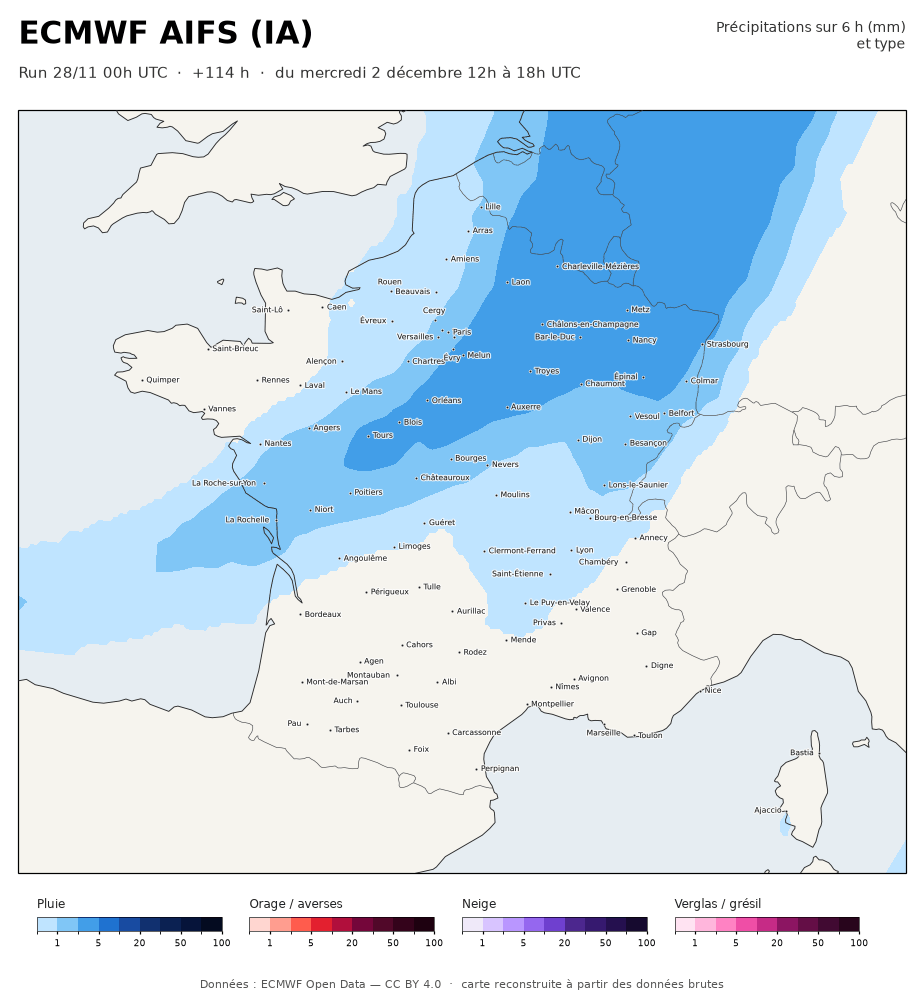 ECMWF AIFS (IA)
Précipitations sur 6 h (mm)
et type
Run 28/11 00h UTC · +114 h · du mercredi 2 décembre 12h à 18h UTC
Lille
Arras
Amiens
Charleville-Mézières
Rouen
Laon
Beauvais
Saint-Lô
Caen
Cergy
Metz
Évreux
Châlons-en-Champagne
Versailles
Paris
Bar-le-Duc
Nancy
Strasbourg
Saint-Brieuc
Alençon
Chartres
Évry
Melun
Quimper
Rennes
Laval
Troyes
Épinal
Colmar
Chaumont
Le Mans
Orléans
Vannes
Auxerre
Vesoul
Belfort
Blois
Angers
Tours
Nantes
Dijon
Besançon
Bourges
Nevers
La Roche-sur-Yon
Châteauroux
Lons-le-Saunier
Poitiers
Moulins
Niort
Mâcon
La Rochelle
Bourg-en-Bresse
Guéret
Annecy
Limoges
Clermont-Ferrand
Lyon
Angoulême
Chambéry
Saint-Étienne
Périgueux
Tulle
Grenoble
Le Puy-en-Velay
Bordeaux
Aurillac
Valence
Privas
Gap
Mende
Cahors
Rodez
Agen
Digne
Montauban
Mont-de-Marsan
Albi
Avignon
Nîmes
Nice
Auch
Toulouse
Montpellier
Pau
Tarbes
Carcassonne
Marseille
Toulon
Foix
Bastia
Perpignan
Ajaccio
Pluie
Orage / averses
Neige
Verglas / grésil
1 5 20 50 100
1 5 20 50 100
1 5 20 50 100
1 5 20 50 100
Données : ECMWF Open Data — CC BY 4.0 · carte reconstruite à partir des données brutes